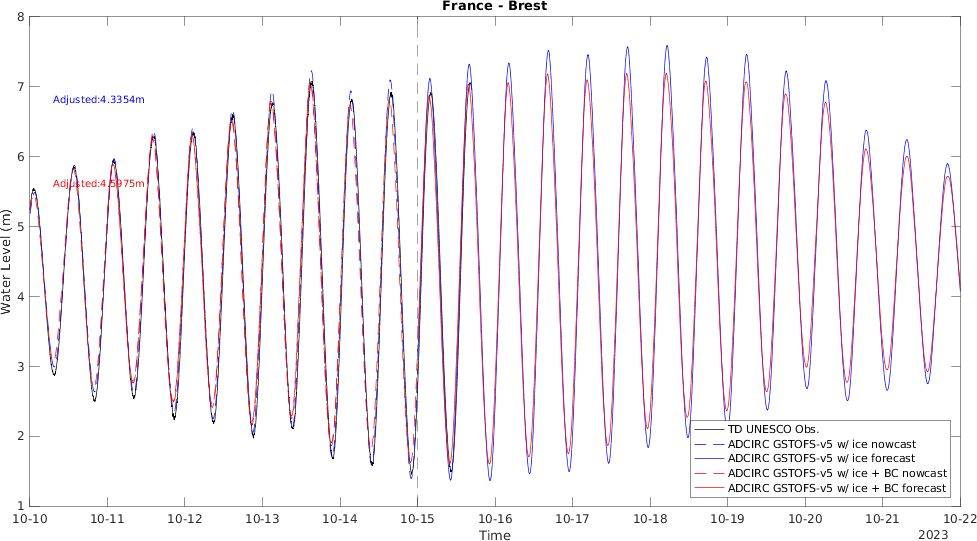 France - Brest
8
7
6
5
4
3
2
1
Water Level (m)
Adjusted:4.3354m
Adjusted:4.5975m
TD UNESCO Obs.
ADCIRC GSTOFS-v5 w/ ice nowcast
ADCIRC GSTOFS-v5 w/ ice forecast
ADCIRC GSTOFS-v5 w/ ice + BC nowcast
ADCIRC GSTOFS-v5 w/ ice + BC forecast
10-10 10-11 10-12 10-13 10-14 10-15 10-16 10-17 10-18 10-19 10-20 10-21 10-22
Time
2023